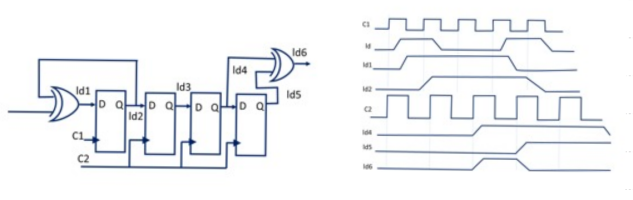 Id6
Id4
Id1
Id3
Id5
D Q
D Q
D Q
D Q
Id2
C1
C2
C1
Id
Id1
Id2
C2
Id4
Id5
Id6